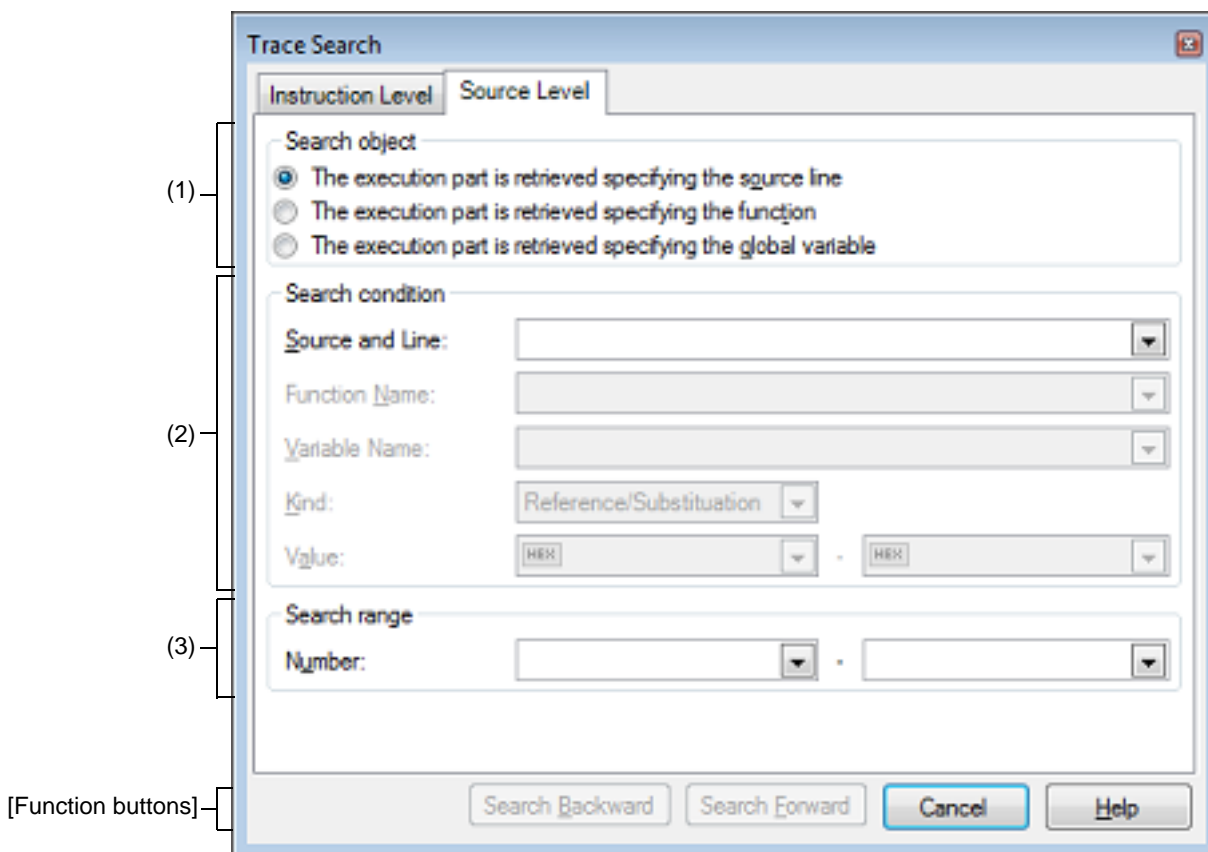 Trace Search
Instruction Level Source Level
(1)
Search object
The execution part is retrieved specifying the source line
The execution part is retrieved specifying the function
The execution part is retrieved specifying the global variable
(2)
Search condition
Source and Line:
Function Name:
Variable Name:
Kind: Reference/Substituation
Value: HEX - HEX
(3)
Search range
Number: -
[Function buttons]
Search Backward Search Forward Cancel Help